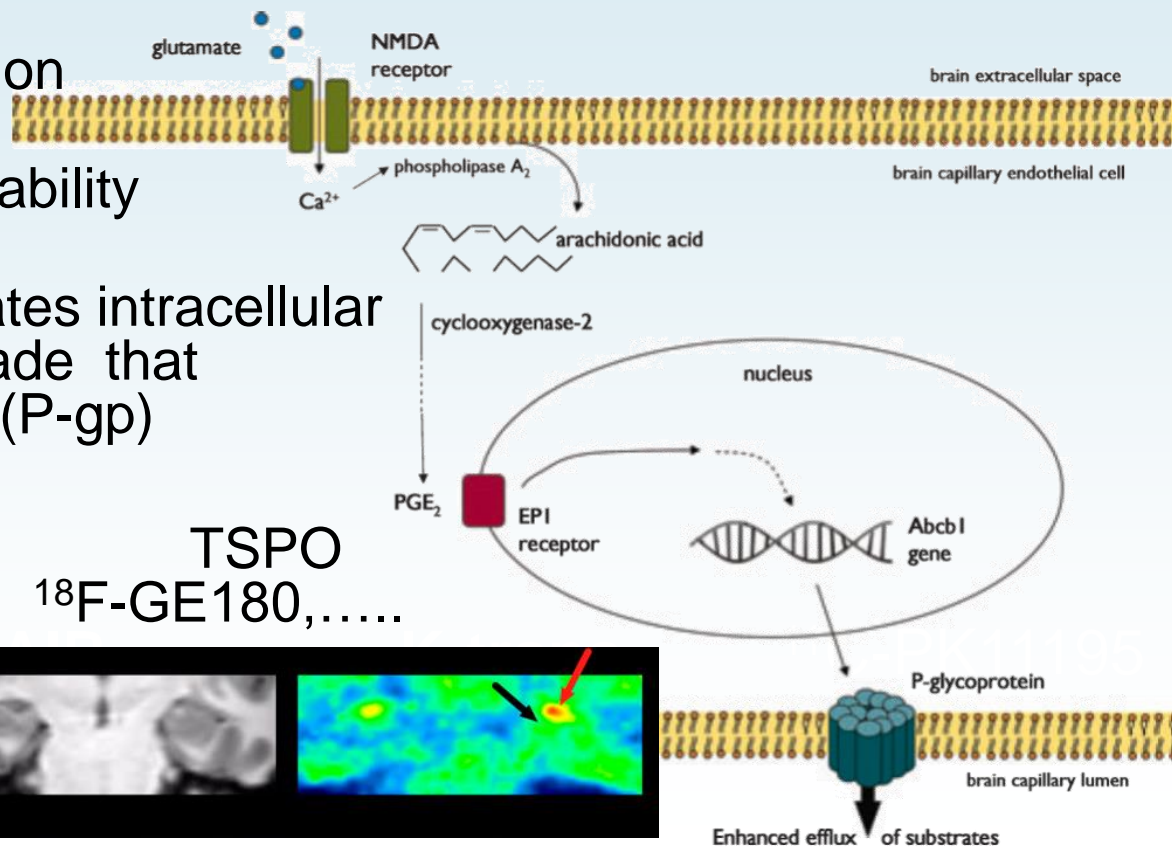 glutamate
NMDA
receptor
on
brain extracellular space
ability
phospholipase A₂
brain capillary endothelial cell
Ca²⁺
arachidonic acid
ates intracellular
ade that
(P-gp)
cyclooxygenase-2
nucleus
PGE₂
EP1
receptor
Abcb1
gene
TSPO
¹⁸F-GE180,…..
P-glycoprotein
brain capillary lumen
Enhanced efflux of substrates